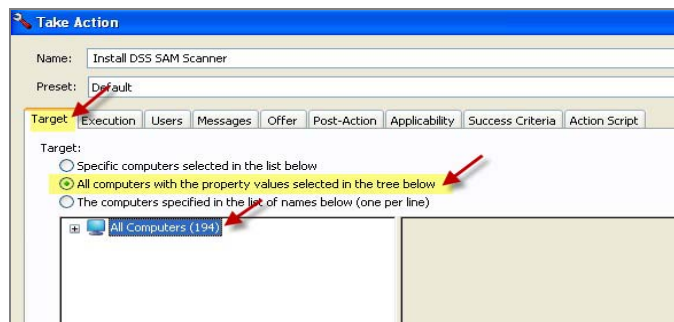 Take Action
Name: Install DSS SAM Scanner
Preset: Default
Target Execution Users Messages Offer Post-Action Applicability Success Criteria Action Script
Target:
Specific computers selected in the list below
All computers with the property values selected in the tree below
The computers specified in the list of names below (one per line)
All Computers (194)